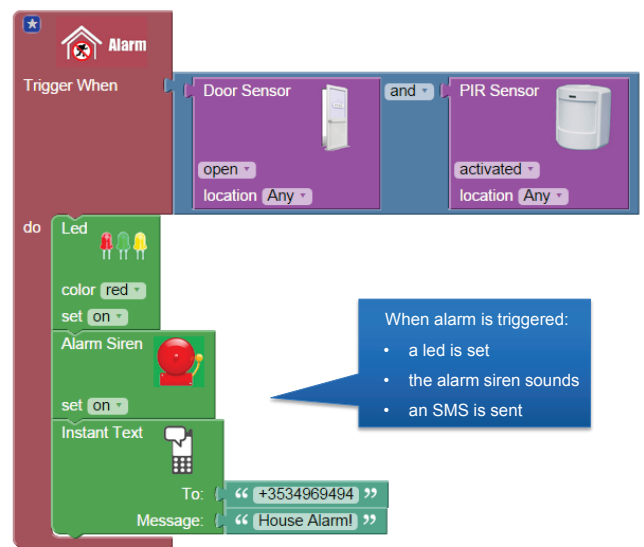 Alarm
Trigger When
Door Sensor
and
PIR Sensor
open
activated
location Any
location Any
do
Led
color red
set on
Alarm Siren
set on
Instant Text
To: “ +3534969494 ”
Message: “ House Alarm! ”
When alarm is triggered:
• a led is set
• the alarm siren sounds
• an SMS is sent